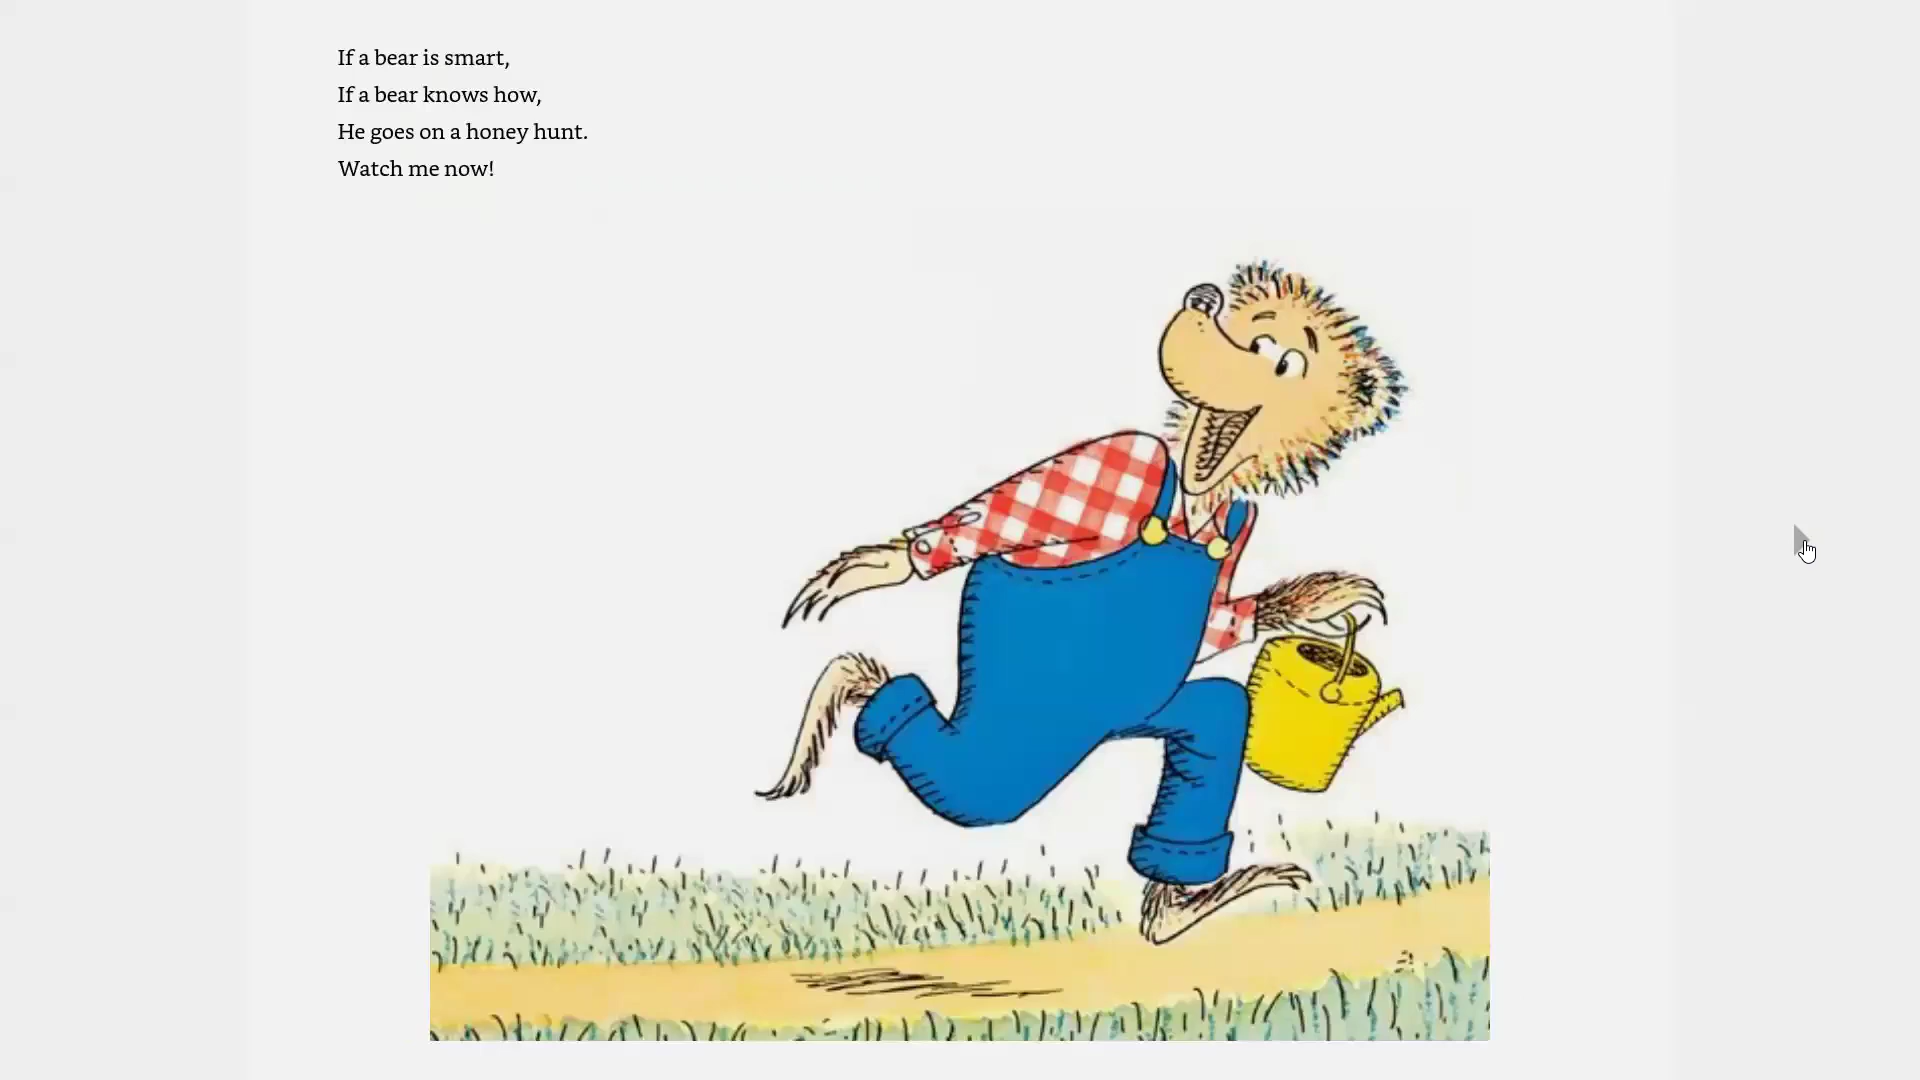 If a bear is smart,
If a bear knows how,
He goes on a honey hunt.
Watch me now!